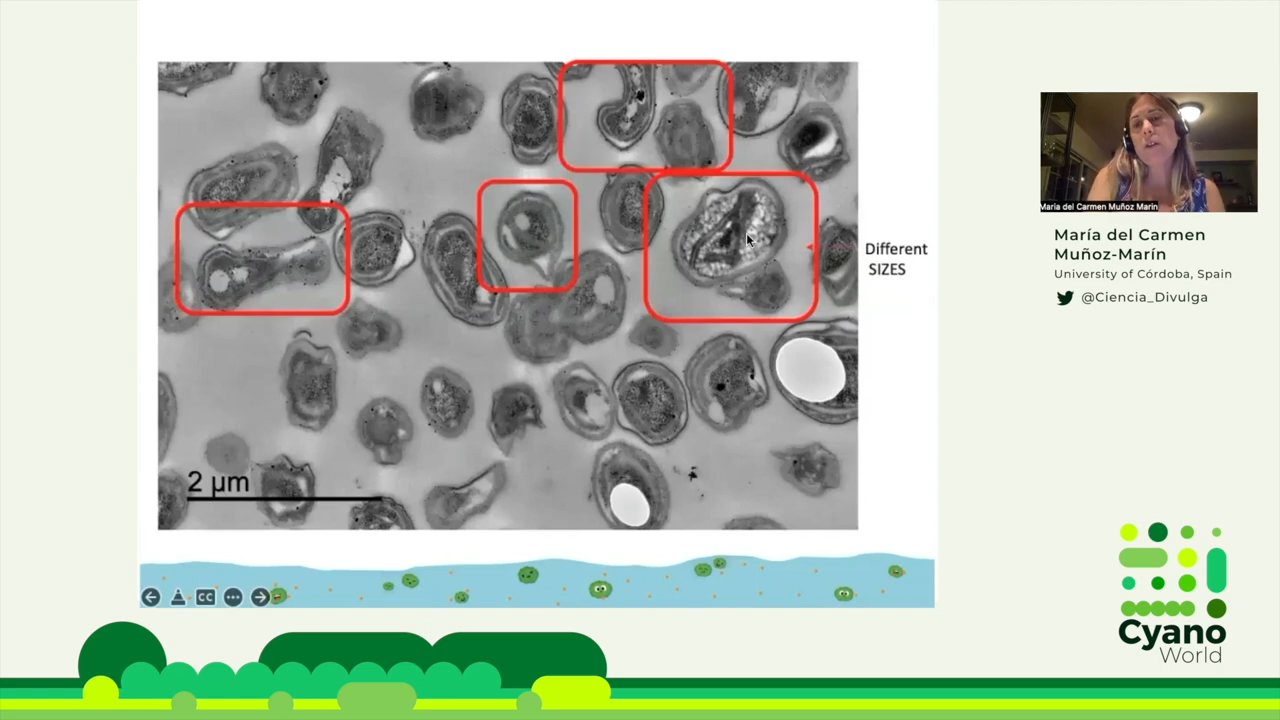 2 µm
Different
SIZES
CC
María del Carmen Muñoz Marín
María del Carmen
Muñoz-Marín
University of Córdoba, Spain
@Ciencia_Divulga
Cyano
World